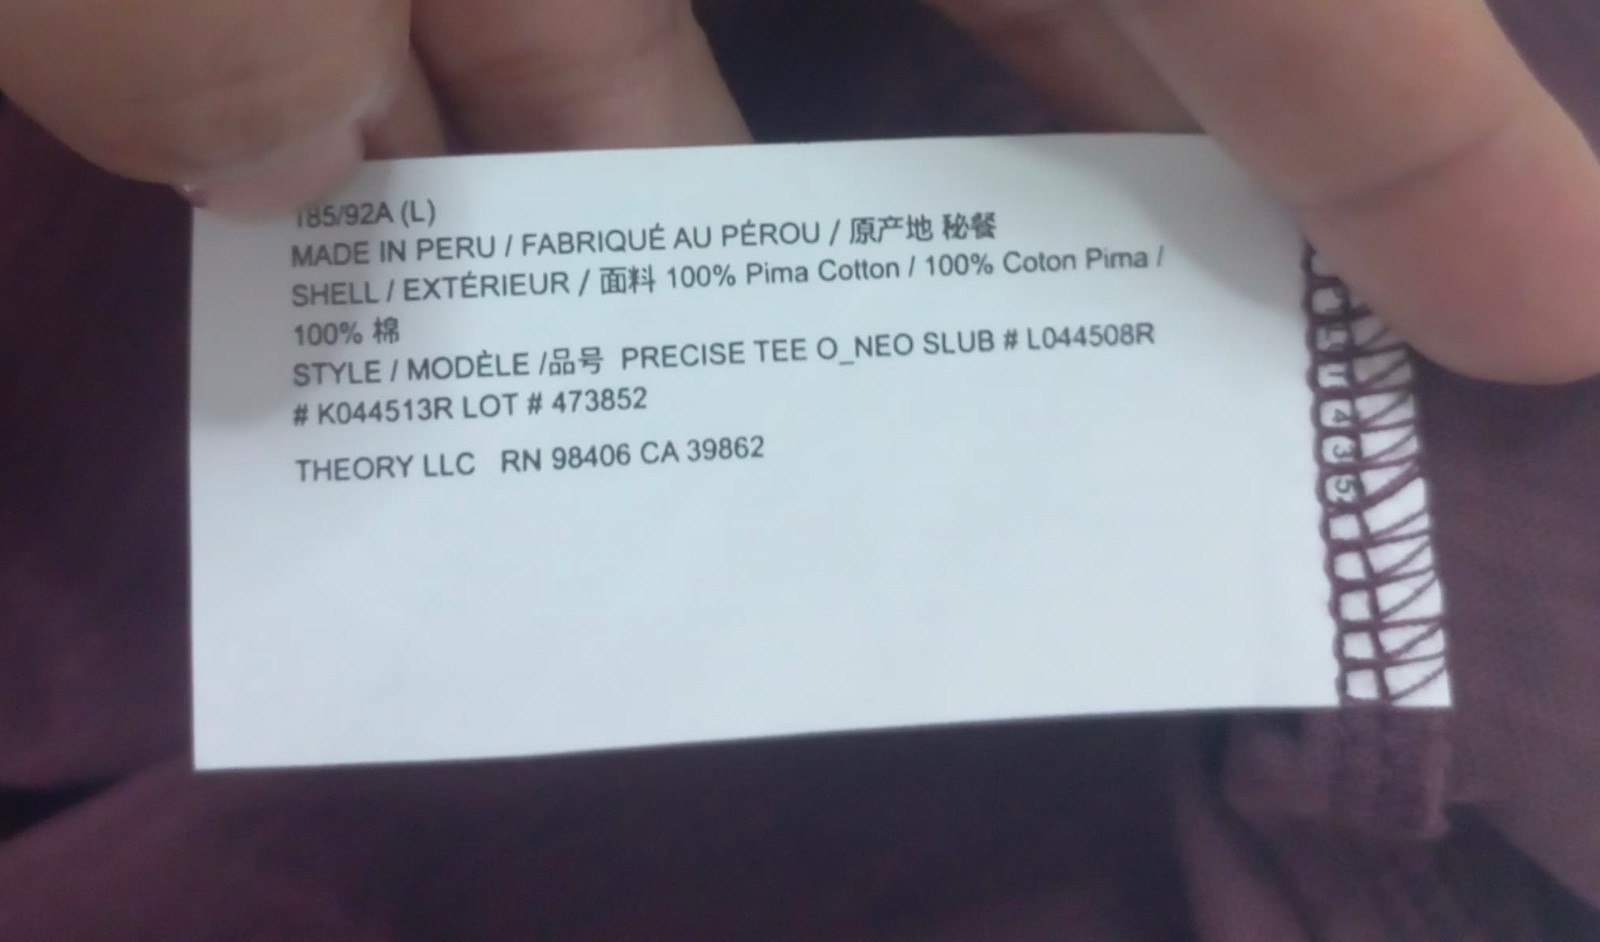 185/92A (L)
MADE IN PERU / FABRIQUÉ AU PÉROU / 原产地 秘餐
SHELL / EXTÉRIEUR / 面料 100% Pima Cotton / 100% Coton Pima /
100% 棉
STYLE / MODÈLE /品号 PRECISE TEE O_NEO SLUB # L044508R
# K044513R LOT # 473852
THEORY LLC RN 98406 CA 39862